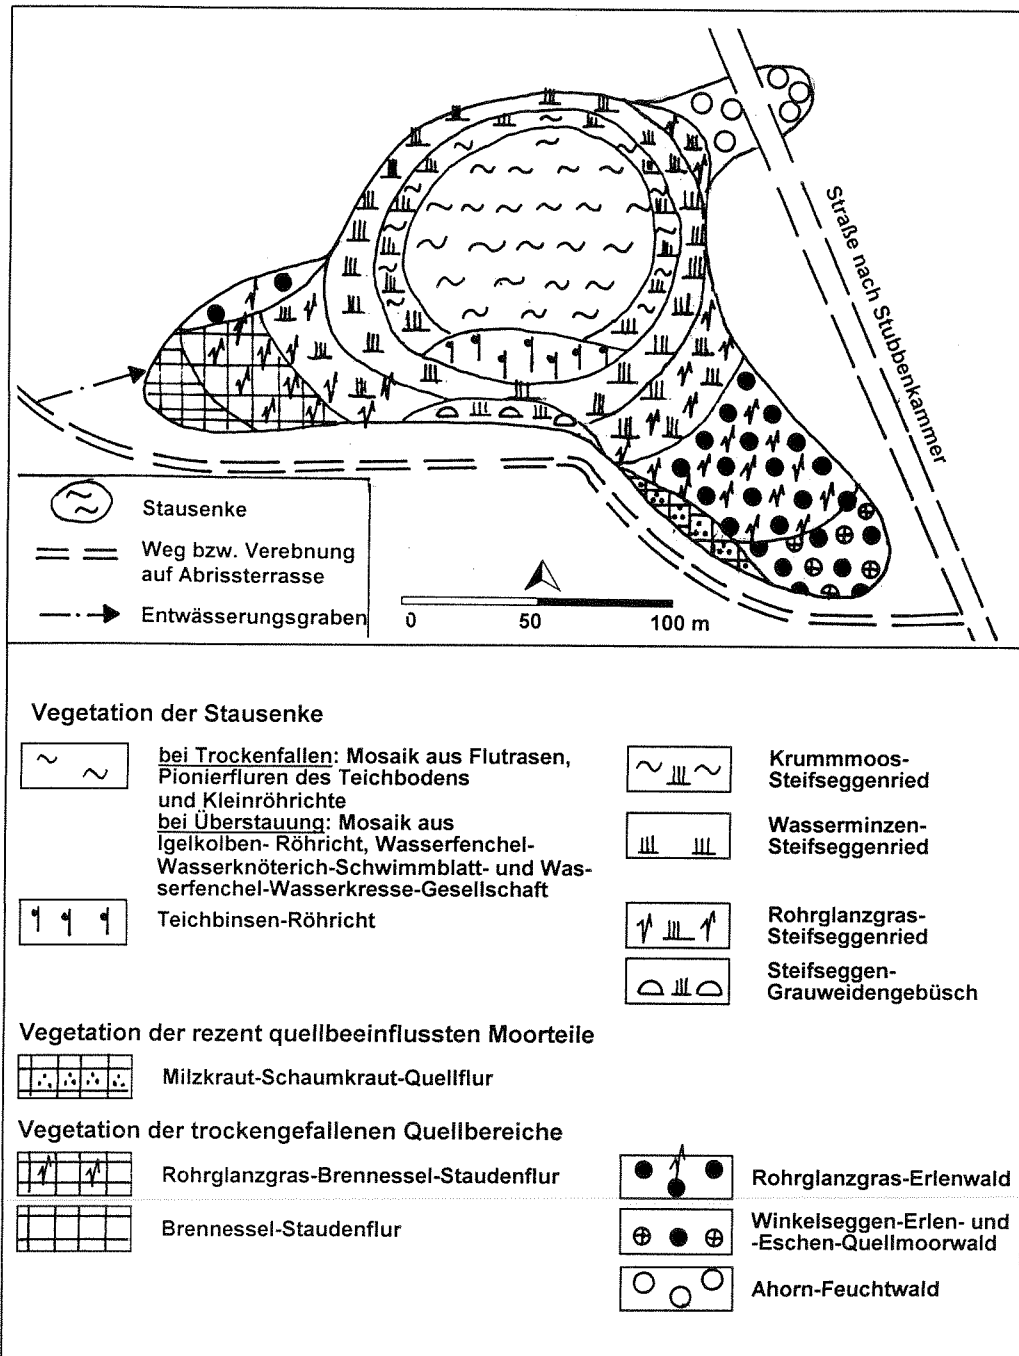 Straße nach Stubbenkammer
Stausenke
Weg bzw. Verebnung
auf Abrissterrasse
Entwässerungsgraben
0 50 100 m
Vegetation der Stausenke
bei Trockenfallen: Mosaik aus Flutrasen,
Pionierfluren des Teichbodens
und Kleinröhrichte
bei Überstauung: Mosaik aus
Igelkolben- Röhricht, Wasserfenchel-
Wasserknöterich-Schwimmblatt- und Was-
serfenchel-Wasserkresse-Gesellschaft
Teichbinsen-Röhricht
Krummmoos-
Steifseggenried
Wasserminzen-
Steifseggenried
Rohrglanzgras-
Steifseggenried
Steifseggen-
Grauweidengebüsch
Vegetation der rezent quellbeeinflussten Moorteile
Milzkraut-Schaumkraut-Quellflur
Vegetation der trockengefallenen Quellbereiche
Rohrglanzgras-Brennessel-Staudenflur
Brennessel-Staudenflur
Rohrglanzgras-Erlenwald
Winkelseggen-Erlen- und
-Eschen-Quellmoorwald
Ahorn-Feuchtwald